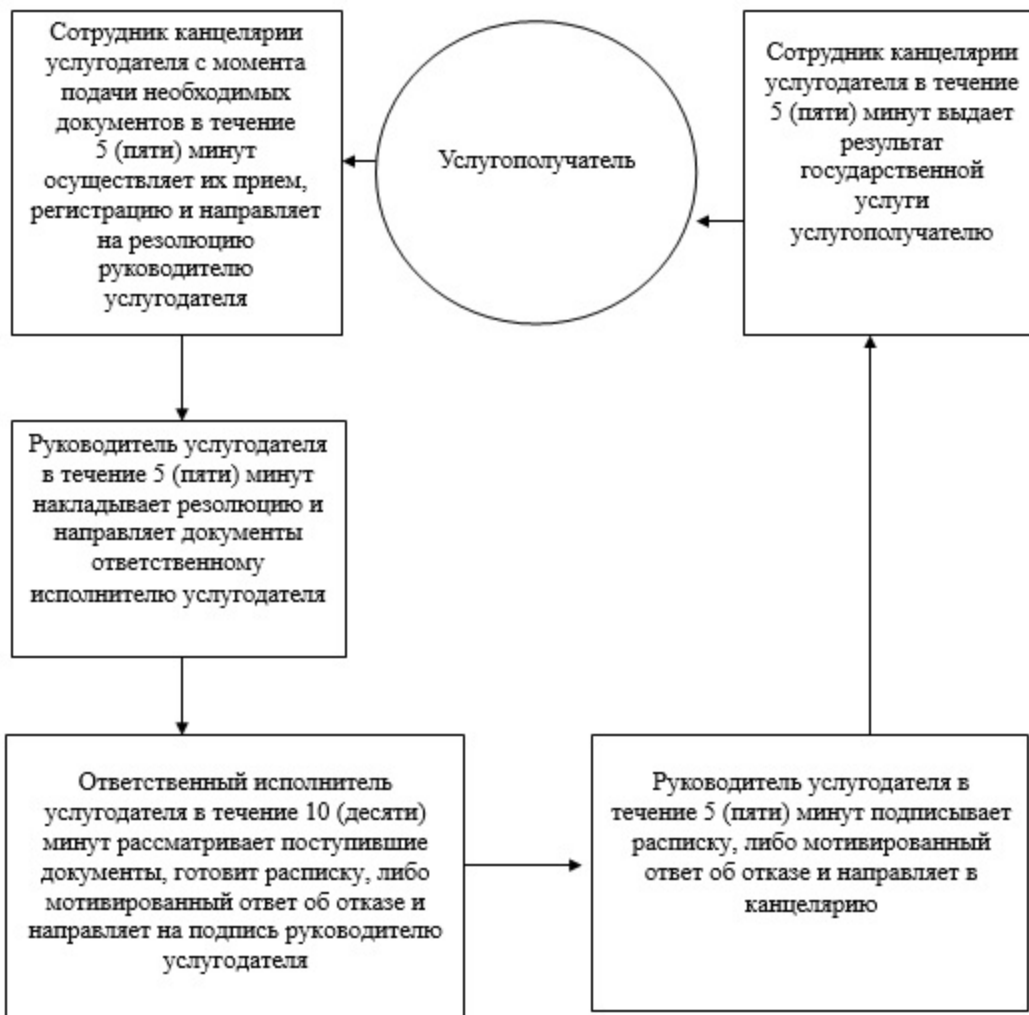 Сотрудник канцелярии
услугодателя с момента
подачи необходимых
документов в течение
5 (пяти) минут
осуществляет их прием,
регистрацию и направляет
на резолюцию
руководителю
услугодателя
Услугополучатель
Сотрудник канцелярии
услугодателя в течение
5 (пяти) минут выдает
результат
государственной
услуги
услугополучателю
Руководитель услугодателя
в течение 5 (пяти) минут
накладывает резолюцию и
направляет документы
ответственному
исполнителю услугодателя
Ответственный исполнитель
услугодателя в течение 10 (десяти)
минут рассматривает поступившие
документы, готовит расписку, либо
мотивированный ответ об отказе и
направляет на подпись руководителю
услугодателя
Руководитель услугодателя в
течение 5 (пяти) минут подписывает
расписку, либо мотивированный
ответ об отказе и направляет в
канцелярию